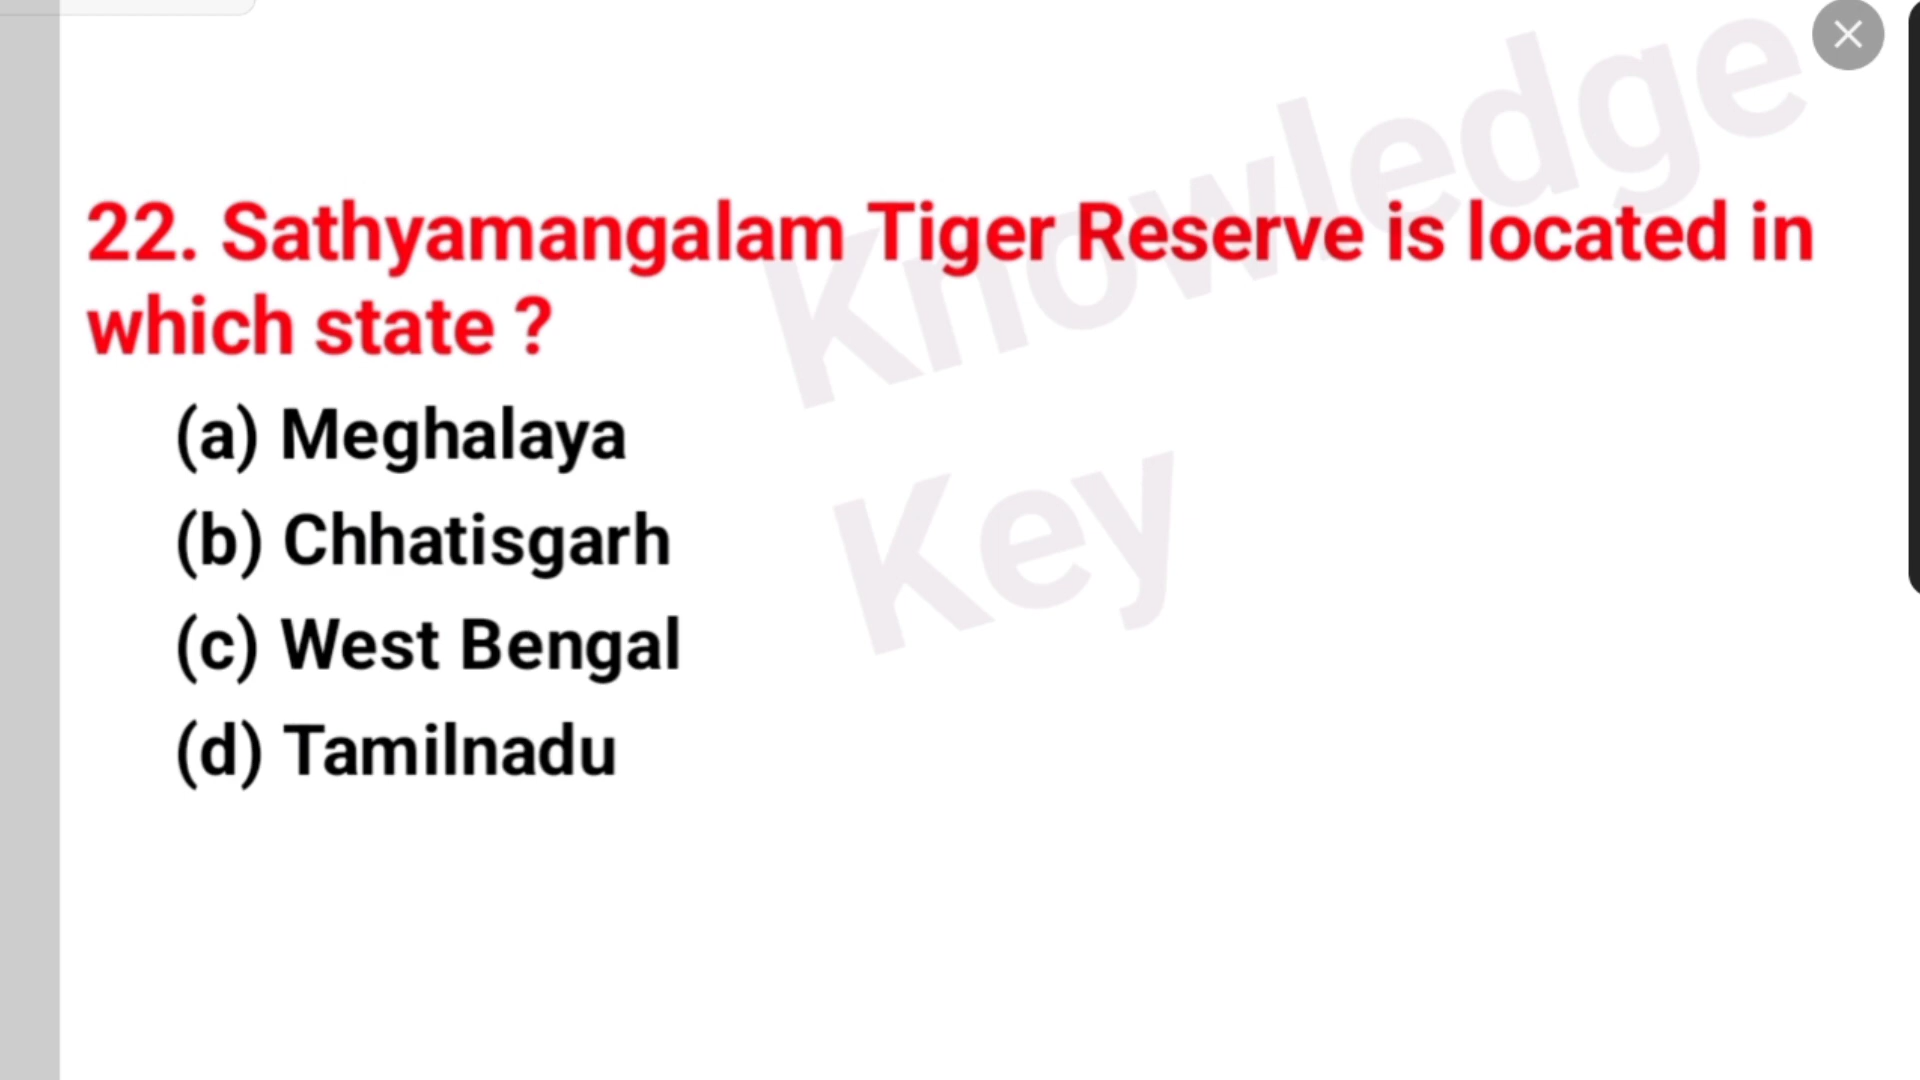 Knowledge
Key
22. Sathyamangalam Tiger Reserve is located in
which state ?
(a) Meghalaya
(b) Chhatisgarh
(c) West Bengal
(d) Tamilnadu